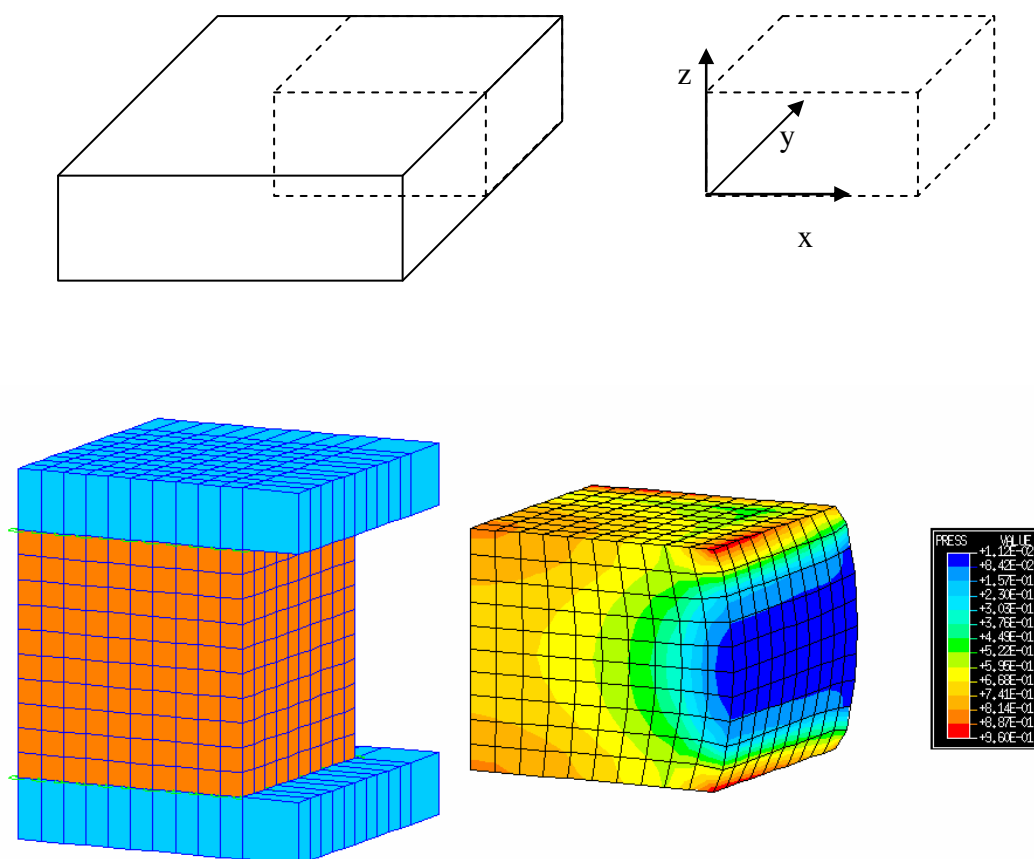 z
y
x
PRESS VALUE
+1.12E-02
+8.42E-02
+1.57E-01
+2.30E-01
+3.03E-01
+3.76E-01
+4.49E-01
+5.22E-01
+5.95E-01
+6.68E-01
+7.41E-01
+8.14E-01
+8.87E-01
+9.60E-01